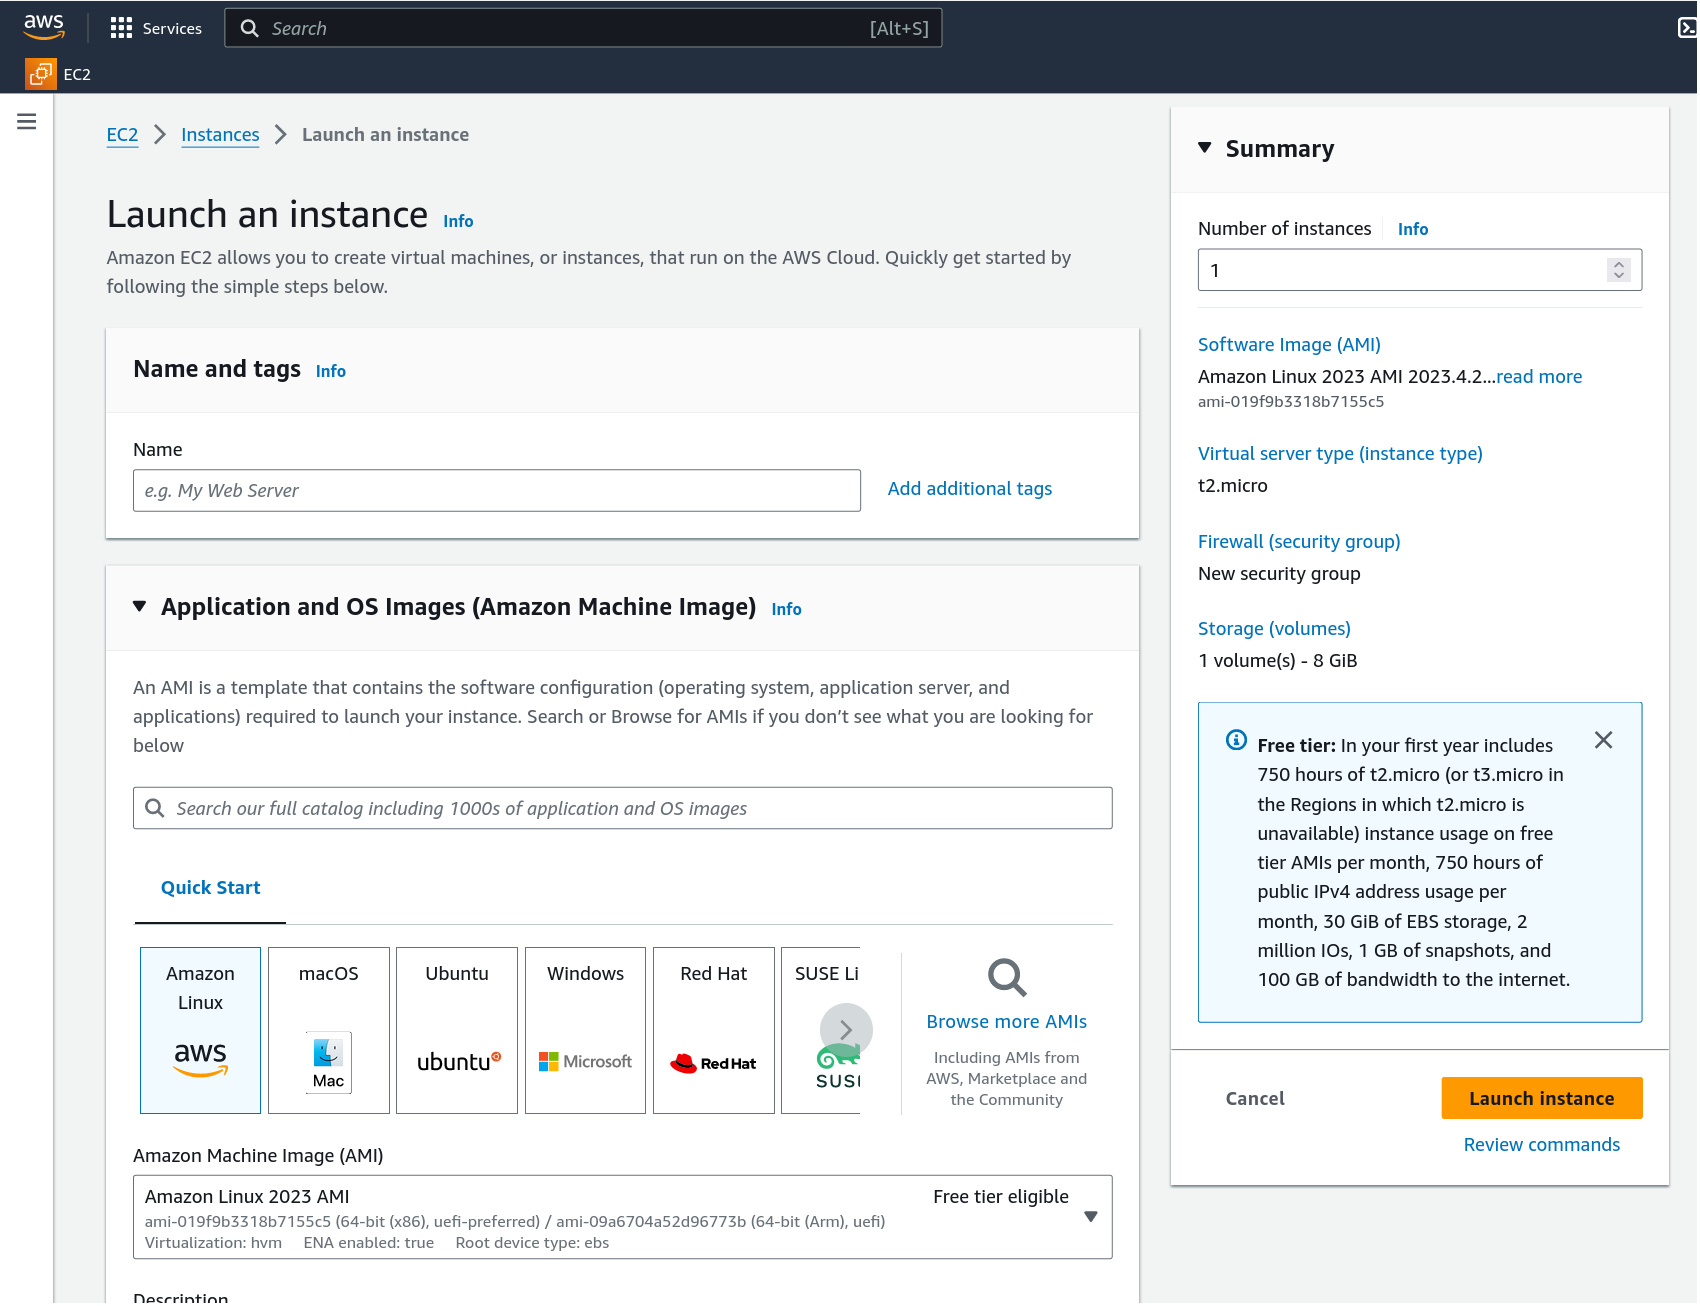 aws
Services
Search [Alt+S]
EC2
EC2 Instances Launch an instance
Launch an instance Info
Amazon EC2 allows you to create virtual machines, or instances, that run on the AWS Cloud. Quickly get started by
following the simple steps below.
Name and tags Info
Name
e.g. My Web Server
Add additional tags
Application and OS Images (Amazon Machine Image) Info
An AMI is a template that contains the software configuration (operating system, application server, and
applications) required to launch your instance. Search or Browse for AMIs if you don’t see what you are looking for
below
Search our full catalog including 1000s of application and OS images
Quick Start
Amazon
Linux
aws
macOS
Mac
Ubuntu
ubuntu
Windows
Microsoft
Red Hat
Red Hat
SUSE Li
SUSE
Browse more AMIs
Including AMIs from
AWS, Marketplace and
the Community
Amazon Machine Image (AMI)
Amazon Linux 2023 AMI Free tier eligible
ami-019f9b3318b7155c5 (64-bit (x86), uefi-preferred) / ami-09a6704a52d96773b (64-bit (Arm), uefi)
Virtualization: hvm ENA enabled: true Root device type: ebs
Description
Summary
Number of instances Info
1
Software Image (AMI)
Amazon Linux 2023 AMI 2023.4.2...read more
ami-019f9b3318b7155c5
Virtual server type (instance type)
t2.micro
Firewall (security group)
New security group
Storage (volumes)
1 volume(s) - 8 GiB
Free tier: In your first year includes
750 hours of t2.micro (or t3.micro in
the Regions in which t2.micro is
unavailable) instance usage on free
tier AMIs per month, 750 hours of
public IPv4 address usage per
month, 30 GiB of EBS storage, 2
million IOs, 1 GB of snapshots, and
100 GB of bandwidth to the internet.
Cancel Launch instance
Review commands